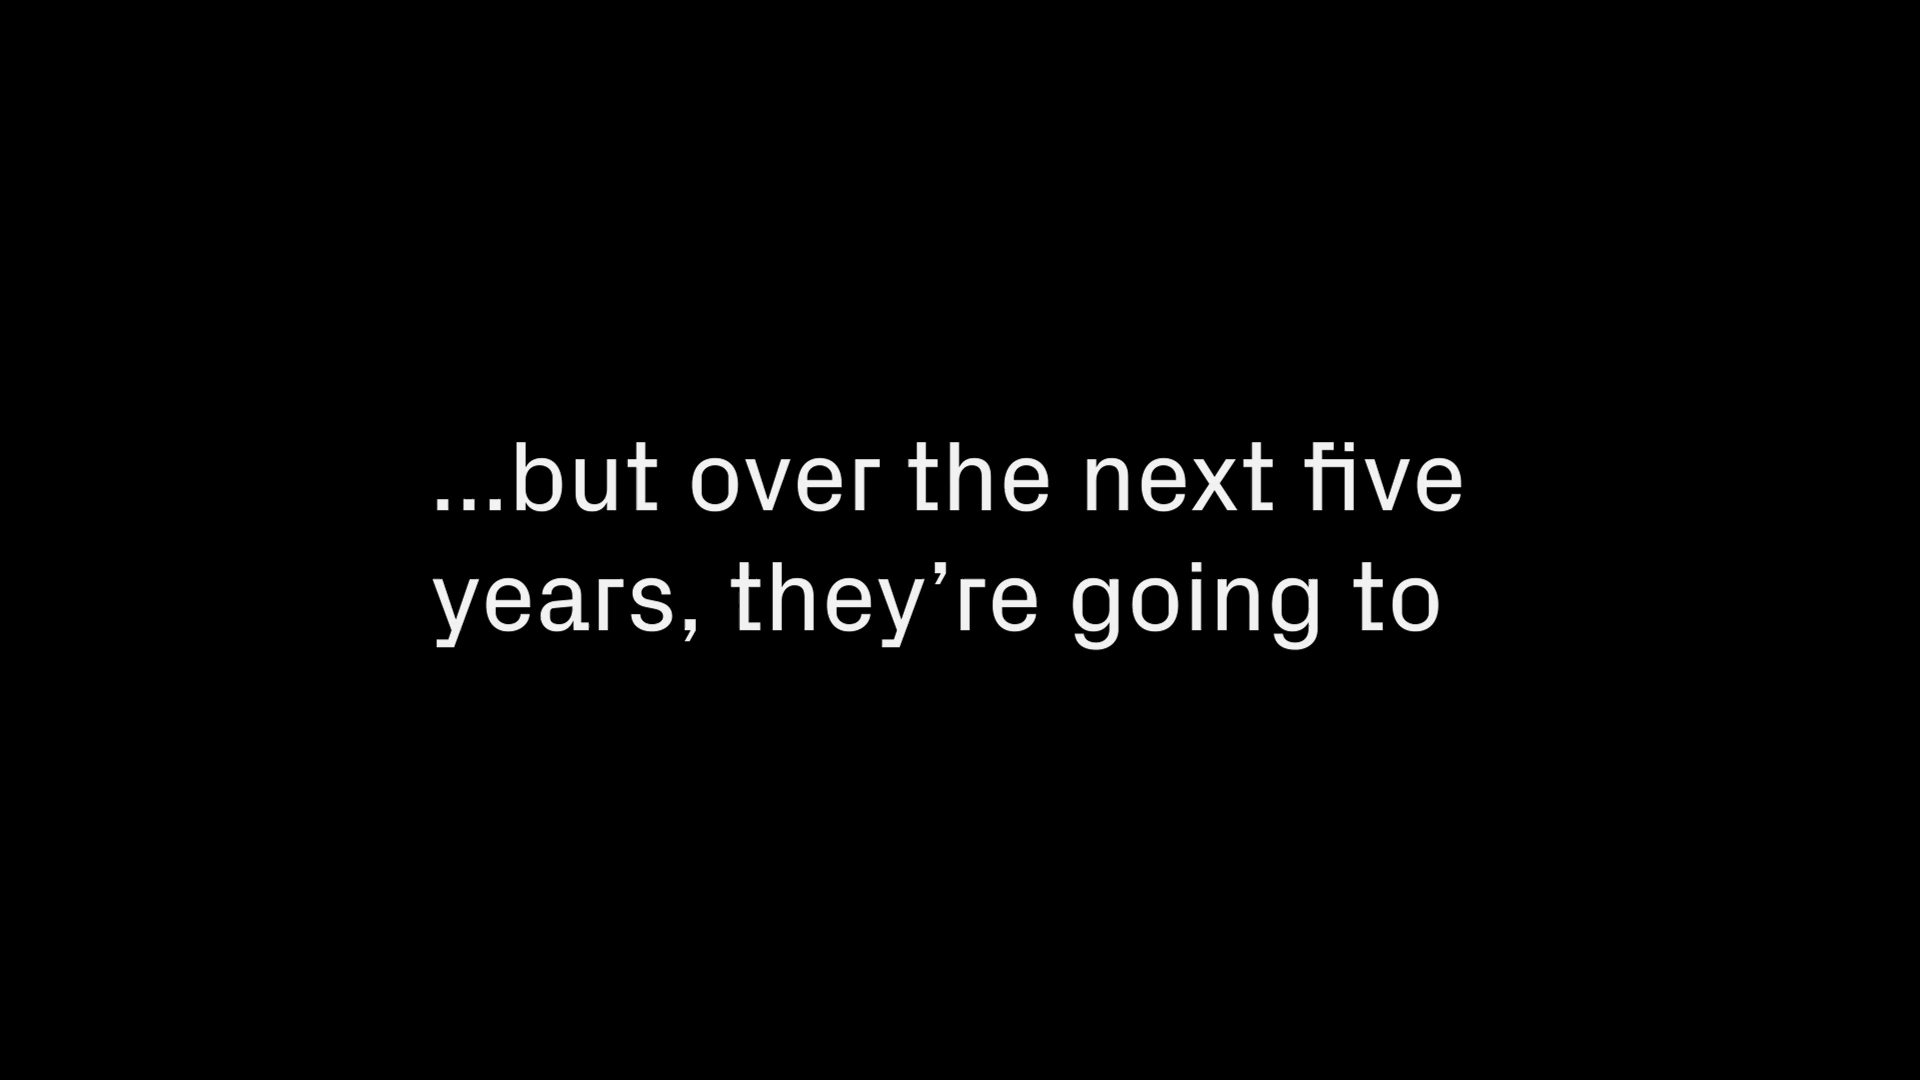 ...but over the next five
years, they’re going to